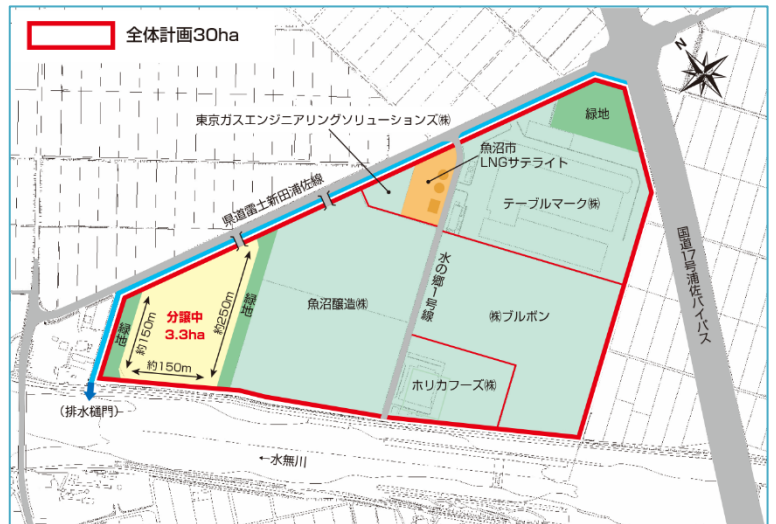 全体計画30ha
N
緑地
東京ガスエンジニアリングソリューションズ㈱
魚沼市
LNGサテライト
テーブルマーク㈱
県道雷土新田浦佐線
国道17号浦佐バイパス
水の郷1号線
緑地
約250m
分譲中
3.3ha
約150m
緑地
約150m
魚沼醸造㈱
㈱ブルボン
ホリカフーズ㈱
(排水樋門)
←水無川